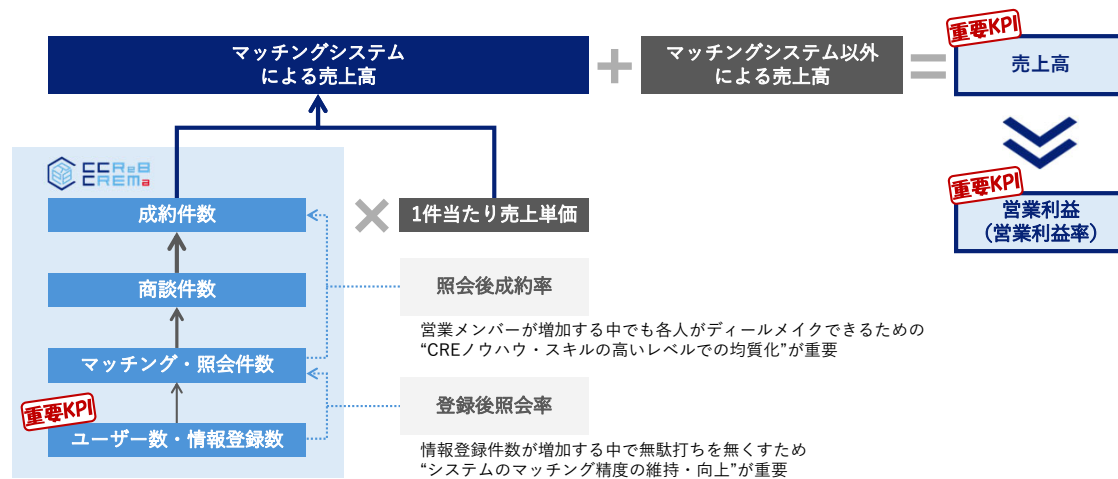 重要KPI
マッチングシステム
による売上高
+
マッチングシステム以外
による売上高
=
売上高
CCReB
CREMa
重要KPI
営業利益
（営業利益率）
成約件数
×
1件当たり売上単価
商談件数
照会後成約率
営業メンバーが増加する中でも各人がディールメイクできるための
“CREノウハウ・スキルの高いレベルでの均質化”が重要
マッチング・照会件数
登録後照会率
重要KPI
ユーザー数・情報登録数
情報登録件数が増加する中で無駄打ちを無くすため
“システムのマッチング精度の維持・向上”が重要